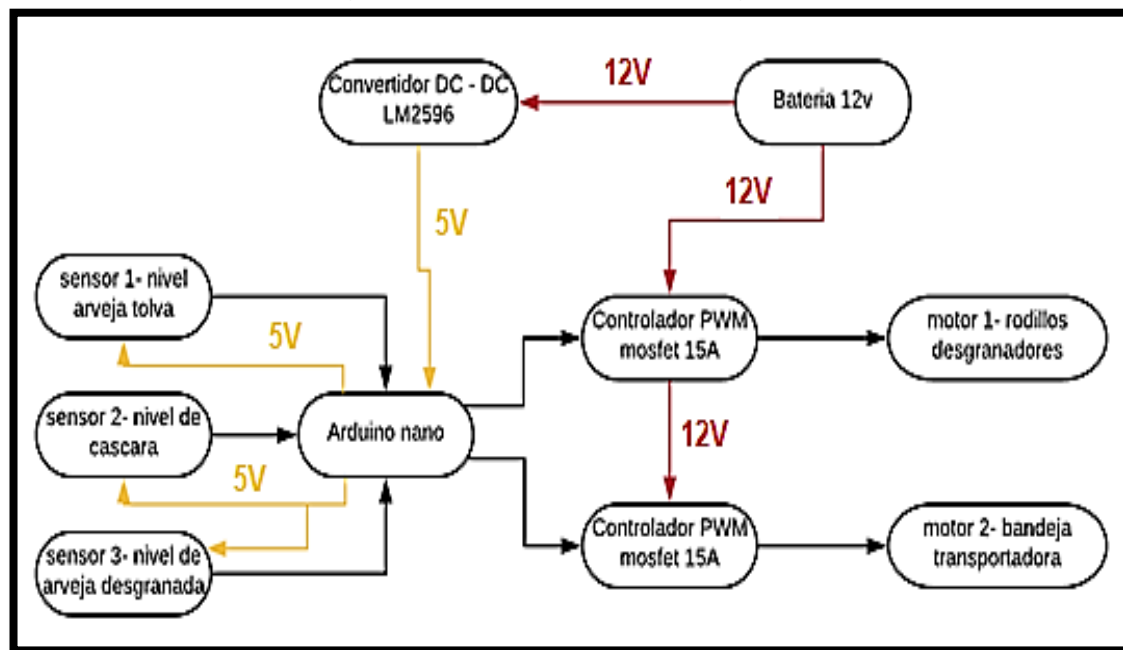 12V
Convertidor DC - DC
LM2596
Bateria 12v
12V
5V
sensor 1- nivel
arveja tolva
5V
Controlador PWM
mosfet 15A
motor 1- rodillos
desgranadores
sensor 2- nivel de
cascara
Arduino nano
12V
5V
sensor 3- nivel de
arveja desgranada
Controlador PWM
mosfet 15A
motor 2- bandeja
transportadora